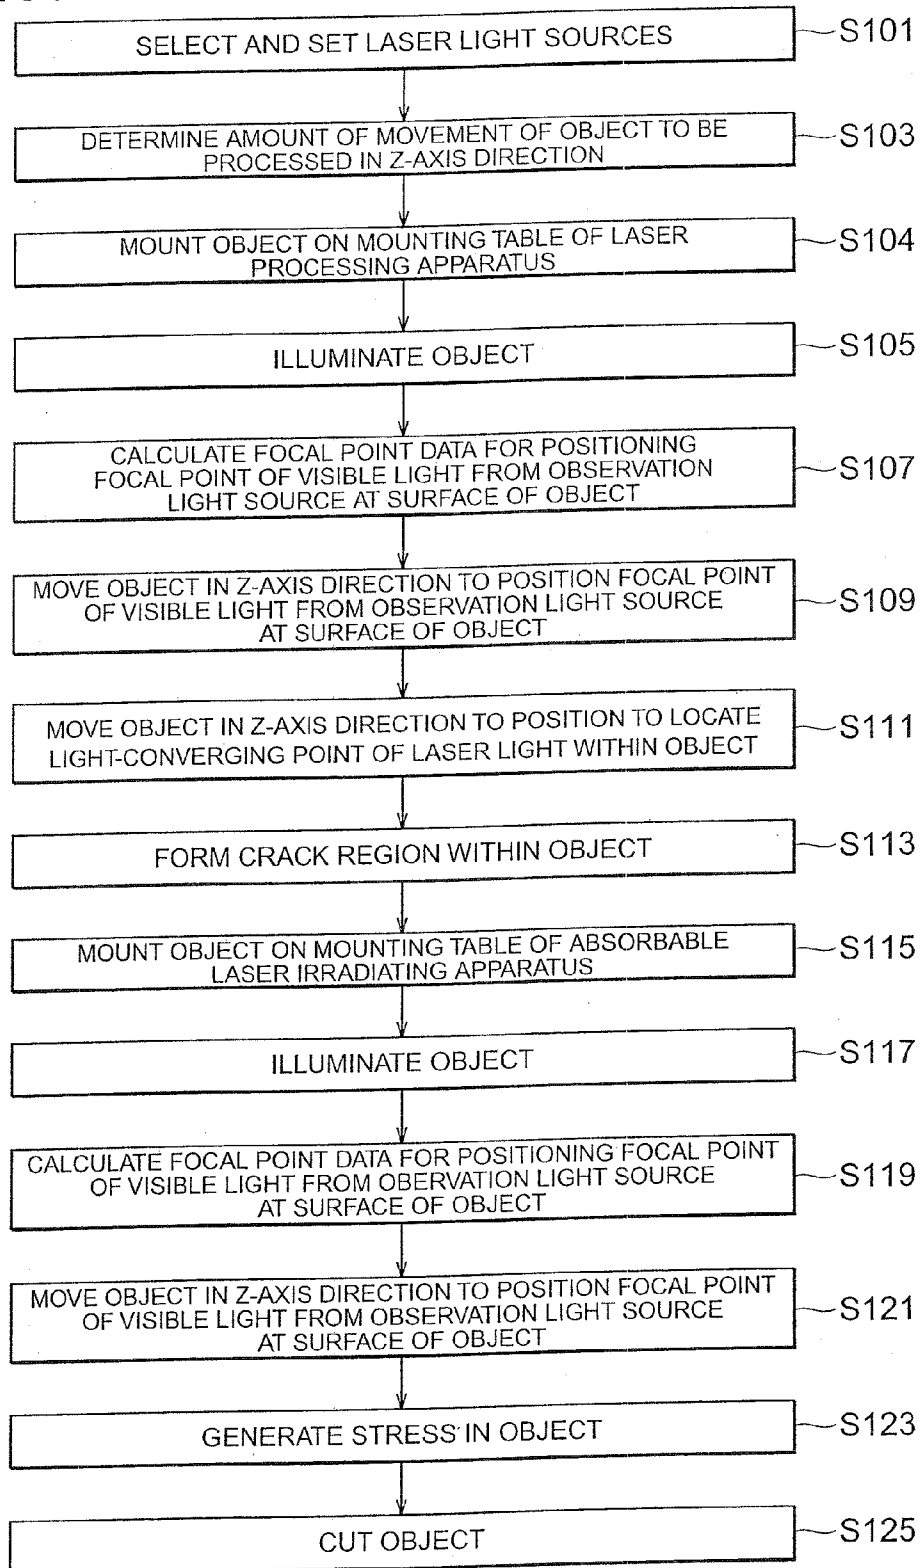 SELECT AND SET LASER LIGHT SOURCES
S101
DETERMINE AMOUNT OF MOVEMENT OF OBJECT TO BE
PROCESSED IN Z-AXIS DIRECTION
S103
MOUNT OBJECT ON MOUNTING TABLE OF LASER
PROCESSING APPARATUS
S104
ILLUMINATE OBJECT
S105
CALCULATE FOCAL POINT DATA FOR POSITIONING
FOCAL POINT OF VISIBLE LIGHT FROM OBSERVATION
LIGHT SOURCE AT SURFACE OF OBJECT
S107
MOVE OBJECT IN Z-AXIS DIRECTION TO POSITION FOCAL POINT
OF VISIBLE LIGHT FROM OBSERVATION LIGHT SOURCE
AT SURFACE OF OBJECT
S109
MOVE OBJECT IN Z-AXIS DIRECTION TO POSITION TO LOCATE
LIGHT-CONVERGING POINT OF LASER LIGHT WITHIN OBJECT
S111
FORM CRACK REGION WITHIN OBJECT
S113
MOUNT OBJECT ON MOUNTING TABLE OF ABSORBABLE
LASER IRRADIATING APPARATUS
S115
ILLUMINATE OBJECT
S117
CALCULATE FOCAL POINT DATA FOR POSITIONING FOCAL POINT
OF VISIBLE LIGHT FROM OBERVATION LIGHT SOURCE
AT SURFACE OF OBJECT
S119
MOVE OBJECT IN Z-AXIS DIRECTION TO POSITION FOCAL POINT
OF VISIBLE LIGHT FROM OBSERVATION LIGHT SOURCE
AT SURFACE OF OBJECT
S121
GENERATE STRESS IN OBJECT
S123
CUT OBJECT
S125